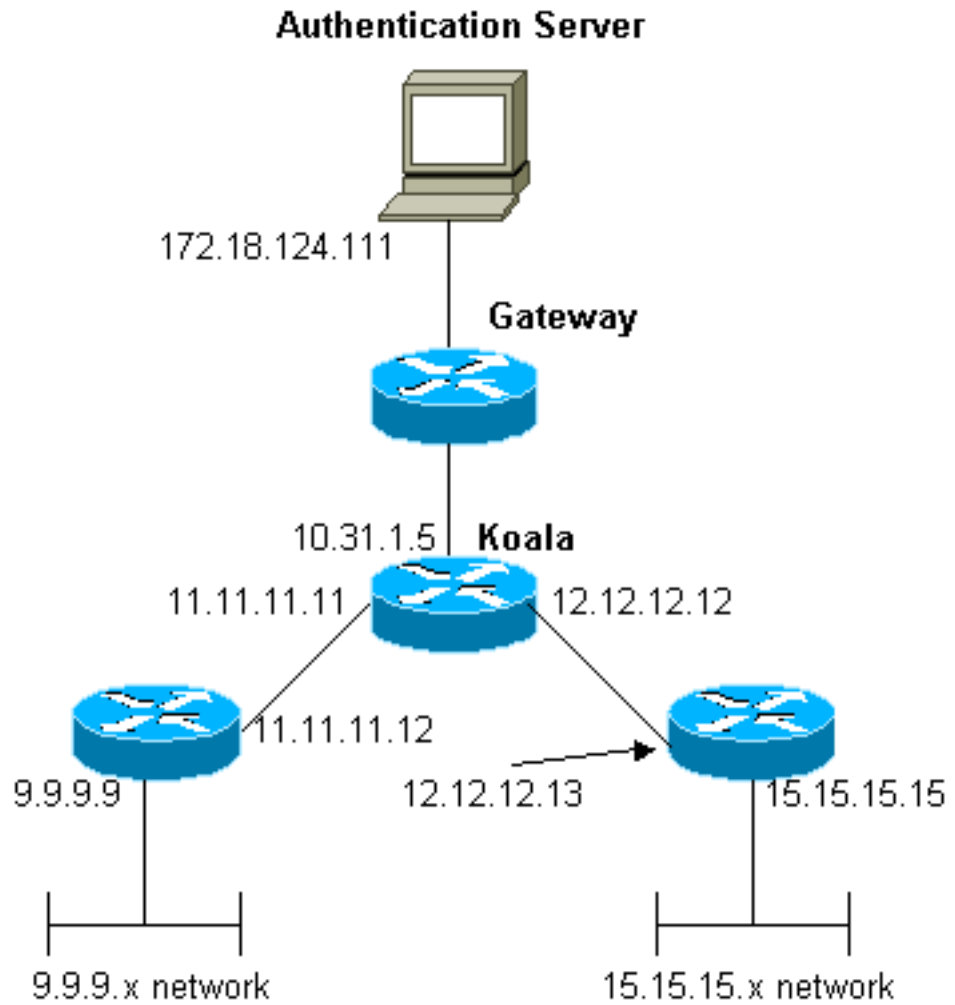 Authentication Server
172.18.124.111
Gateway
10.31.1.5
Koala
11.11.11.11
12.12.12.12
11.11.11.12
9.9.9.9
12.12.12.13
15.15.15.15
9.9.9.x network
15.15.15.x network